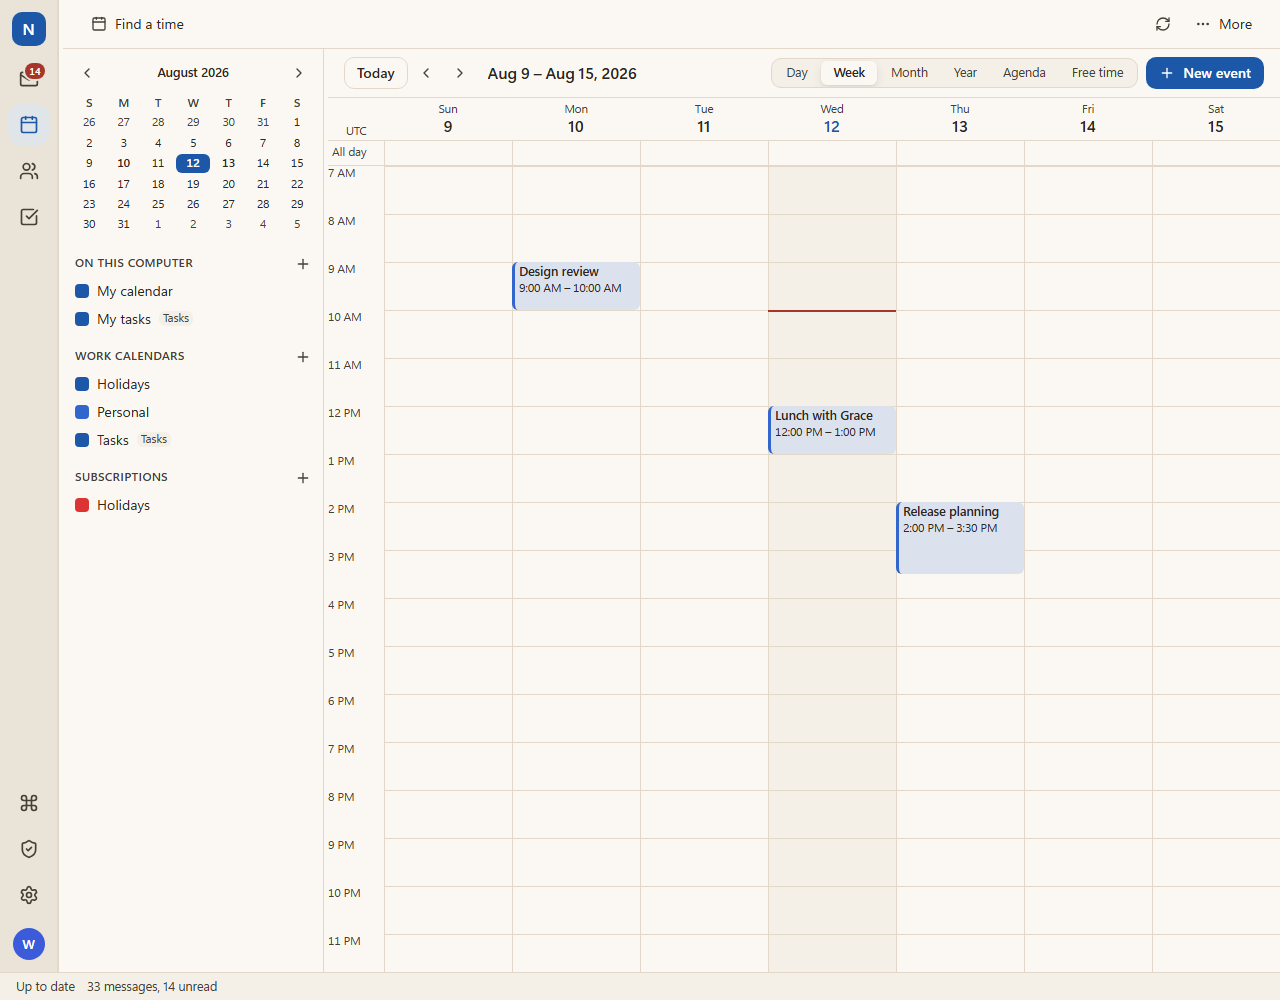 N
Find a time
More
14
August 2026
S M T W T F S
26 27 28 29 30 31 1
2 3 4 5 6 7 8
9 10 11 12 13 14 15
16 17 18 19 20 21 22
23 24 25 26 27 28 29
30 31 1 2 3 4 5
ON THIS COMPUTER
My calendar
My tasks Tasks
WORK CALENDARS
Holidays
Personal
Tasks Tasks
SUBSCRIPTIONS
Holidays
Today
Aug 9 – Aug 15, 2026
Day Week Month Year Agenda Free time
New event
UTC
Sun 9
Mon 10
Tue 11
Wed 12
Thu 13
Fri 14
Sat 15
All day
7 AM
8 AM
9 AM
Design review
9:00 AM – 10:00 AM
10 AM
11 AM
12 PM
Lunch with Grace
12:00 PM – 1:00 PM
1 PM
2 PM
Release planning
2:00 PM – 3:30 PM
3 PM
4 PM
5 PM
6 PM
7 PM
8 PM
9 PM
10 PM
11 PM
W
Up to date 33 messages, 14 unread